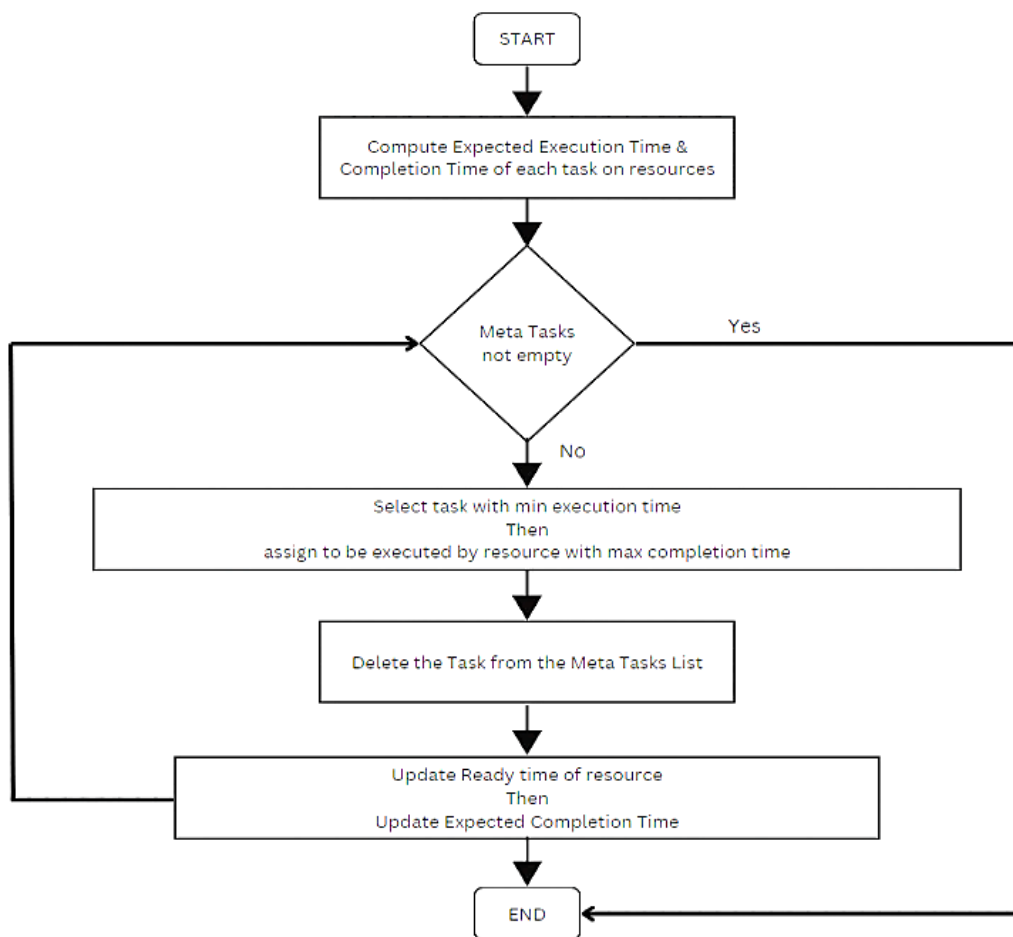 START
Compute Expected Execution Time &
Completion Time of each task on resources
Meta Tasks
not empty
Yes
No
Select task with min execution time
Then
assign to be executed by resource with max completion time
Delete the Task from the Meta Tasks List
Update Ready time of resource
Then
Update Expected Completion Time
END